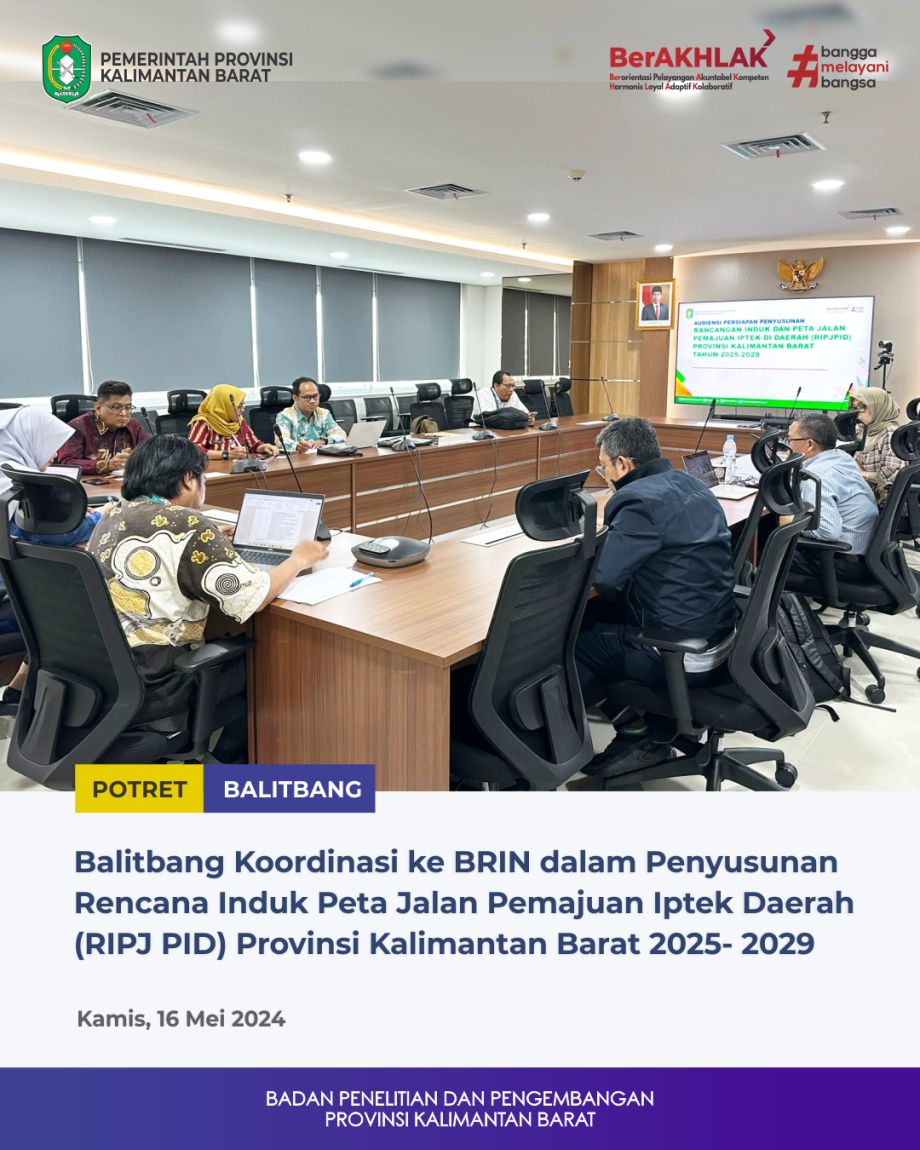 PEMERINTAH PROVINSI
KALIMANTAN BARAT
BerAKHLAK
Berorientasi Pelayanan Akuntabel Kompeten
Harmonis Loyal Adaptif Kolaboratif
#bangga
melayani
bangsa
AUDIENSI PERSIAPAN PENYUSUNAN
RANCANGAN INDUK DAN PETA JALAN
PEMAJUAN IPTEK DI DAERAH (RIPJPID)
PROVINSI KALIMANTAN BARAT
TAHUN 2025-2029
POTRET BALITBANG
Balitbang Koordinasi ke BRIN dalam Penyusunan
Rencana Induk Peta Jalan Pemajuan Iptek Daerah
(RIPJ PID) Provinsi Kalimantan Barat 2025- 2029
Kamis, 16 Mei 2024
BADAN PENELITIAN DAN PENGEMBANGAN
PROVINSI KALIMANTAN BARAT